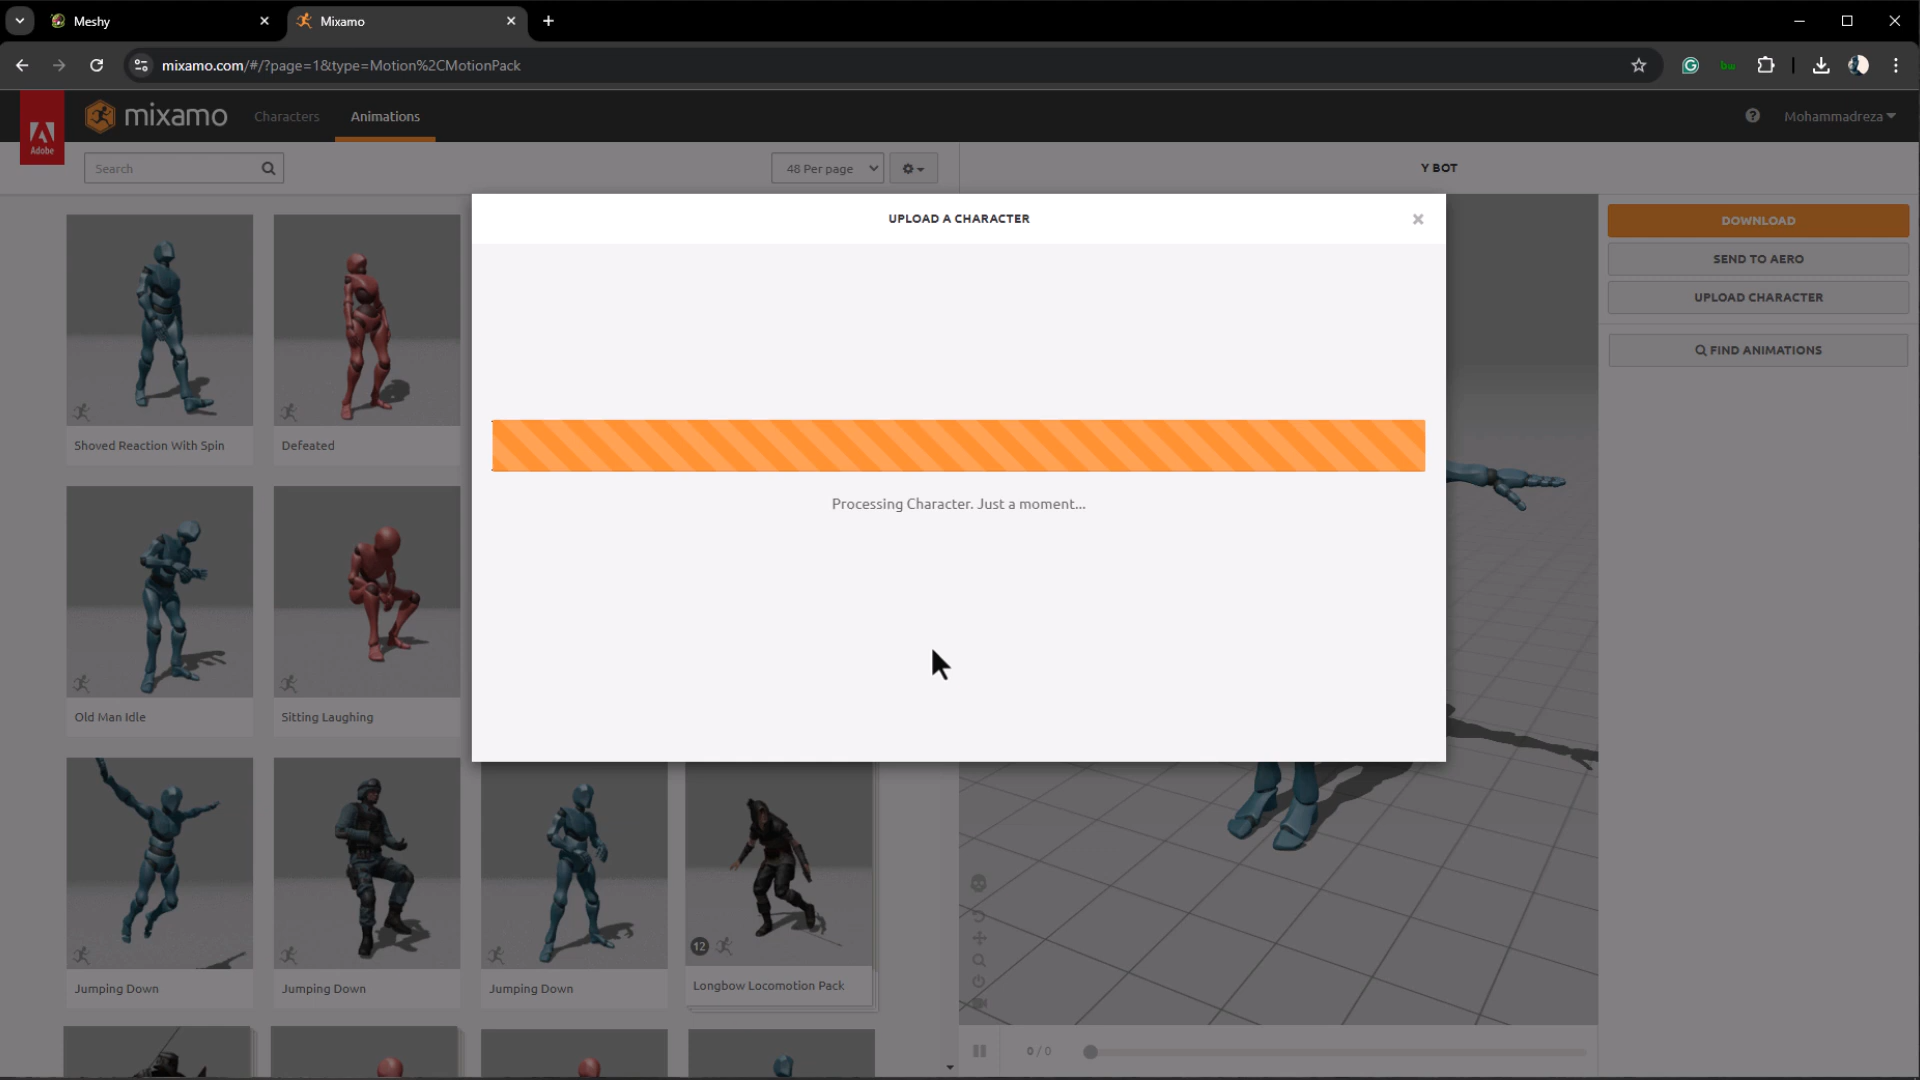 Meshy
Mixamo
mixamo.com/#/?page=1&type=Motion%2CMotionPack
bw
Adobe
mixamo
Characters
Animations
Mohammadreza
Search
48 Per page
Y BOT
UPLOAD A CHARACTER
DOWNLOAD
SEND TO AERO
UPLOAD CHARACTER
FIND ANIMATIONS
Shoved Reaction With Spin
Defeated
Processing Character. Just a moment...
Old Man Idle
Sitting Laughing
12
Jumping Down
Jumping Down
Jumping Down
Longbow Locomotion Pack
0 / 0